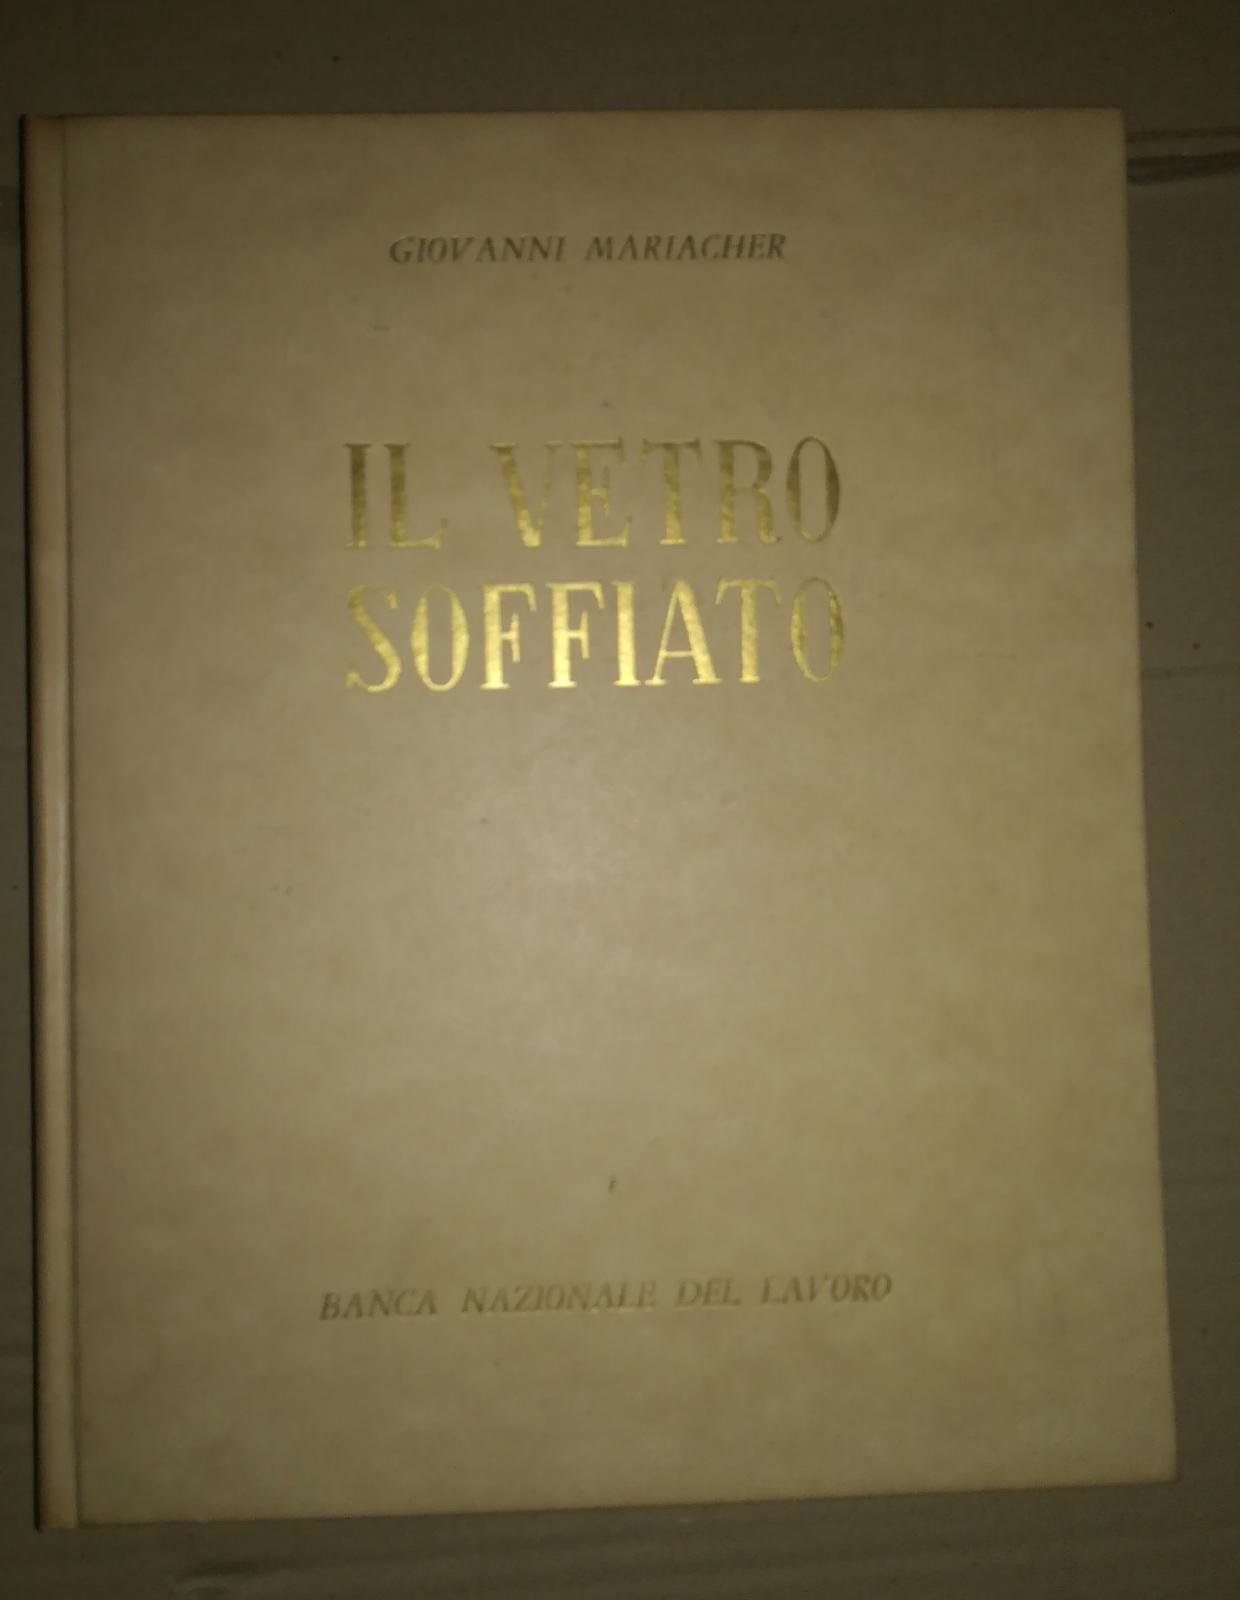 GIOVANNI MARIACHER
IL VETRO
SOFFIATO
BANCA NAZIONALE DEL LAVORO